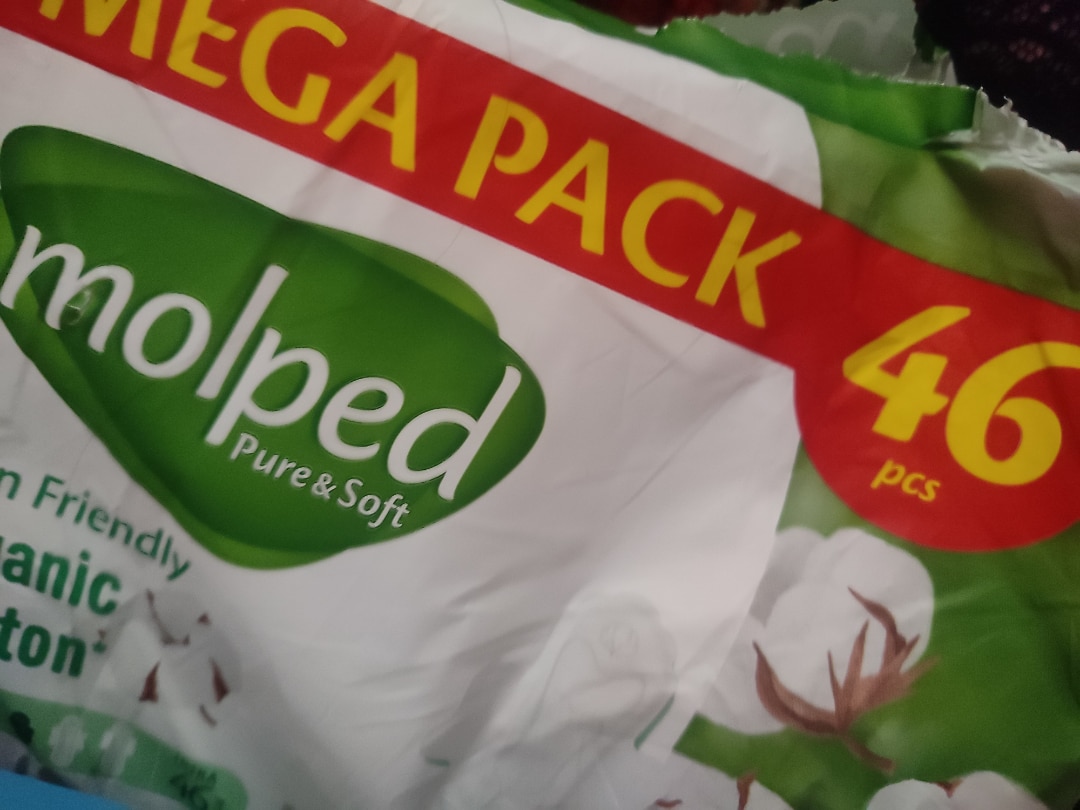 MEGA PACK
46
pcs
molped
Pure & Soft
n Friendly
anic
ton*